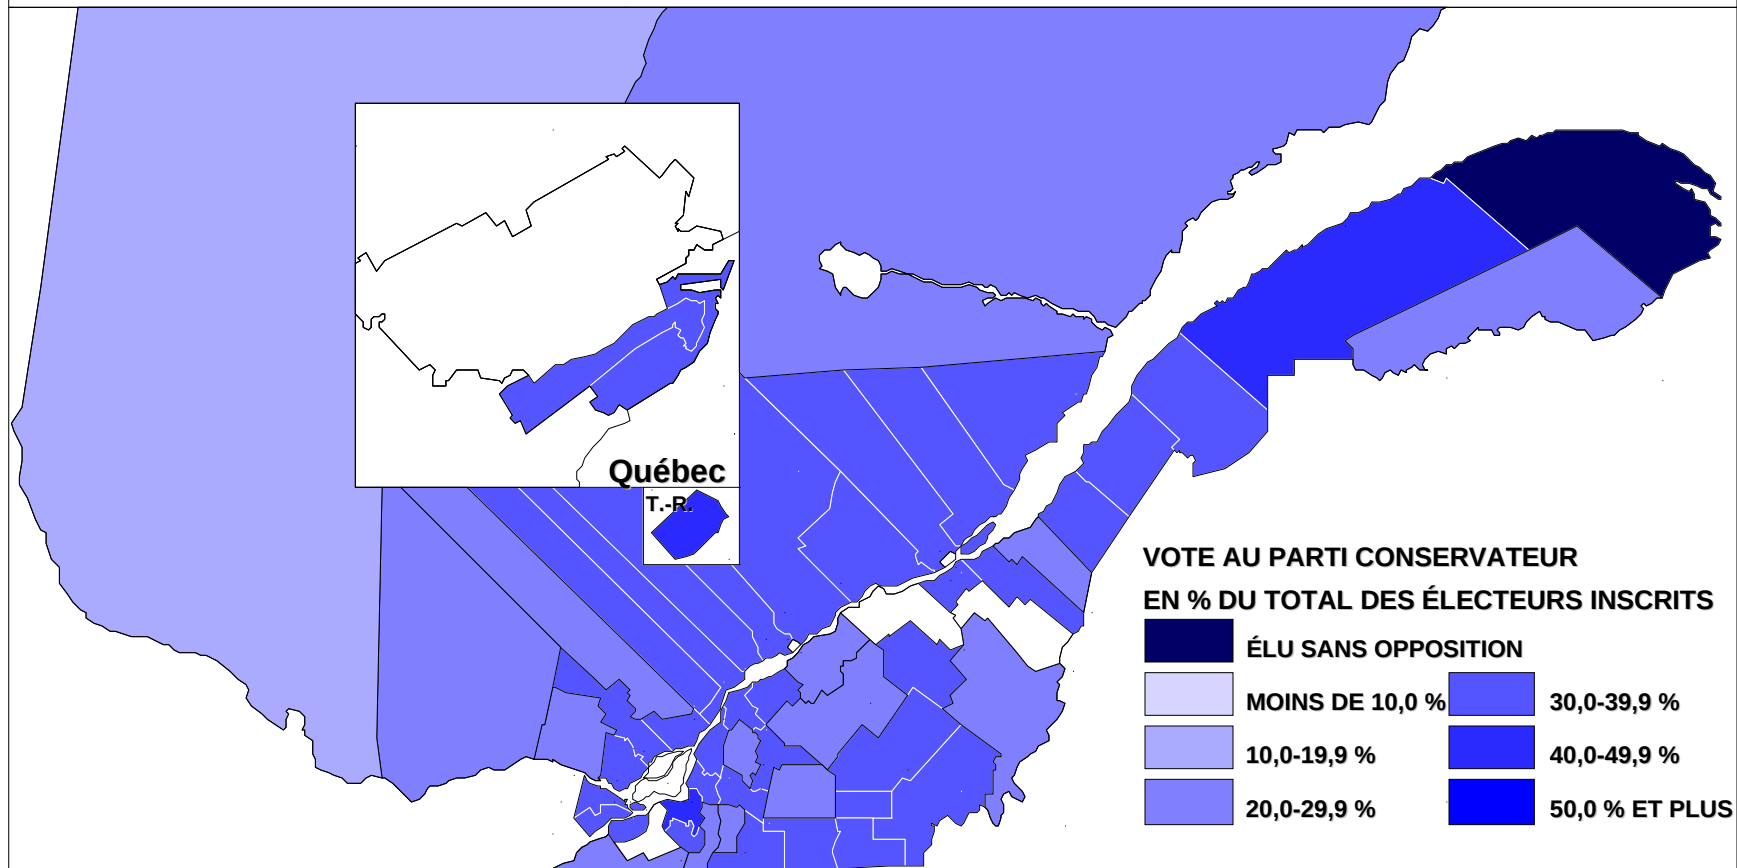 Québec
T.-R.
VOTE AU PARTI CONSERVATEUR
EN % DU TOTAL DES ÉLECTEURS INSCRITS
ÉLU SANS OPPOSITION
MOINS DE 10,0 %
30,0-39,9 %
10,0-19,9 %
40,0-49,9 %
20,0-29,9 %
50,0 % ET PLUS